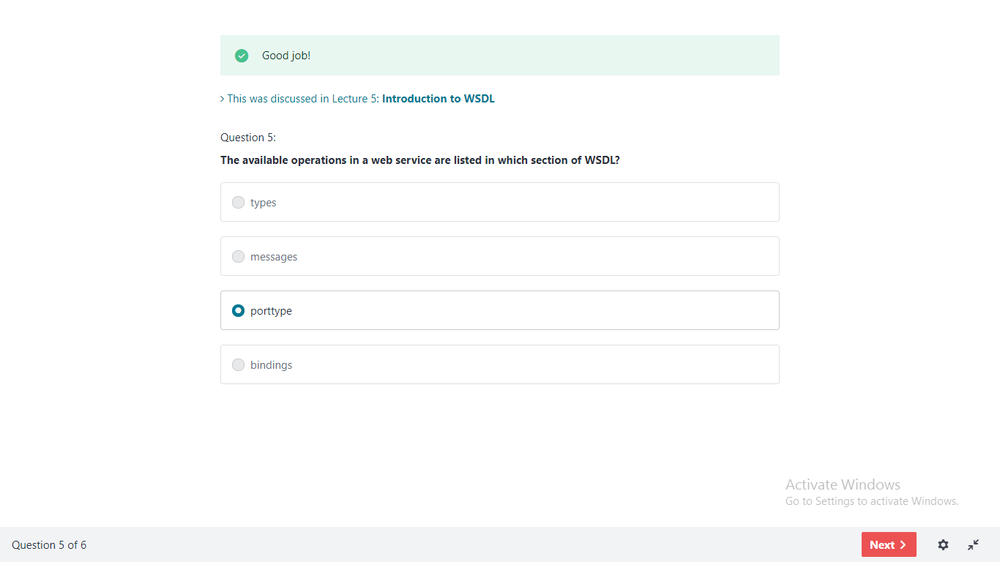 Good job!
> This was discussed in Lecture 5: Introduction to WSDL
Question 5:
The available operations in a web service are listed in which section of WSDL?
types
messages
porttype
bindings
Activate Windows
Go to Settings to activate Windows.
Question 5 of 6
Next >